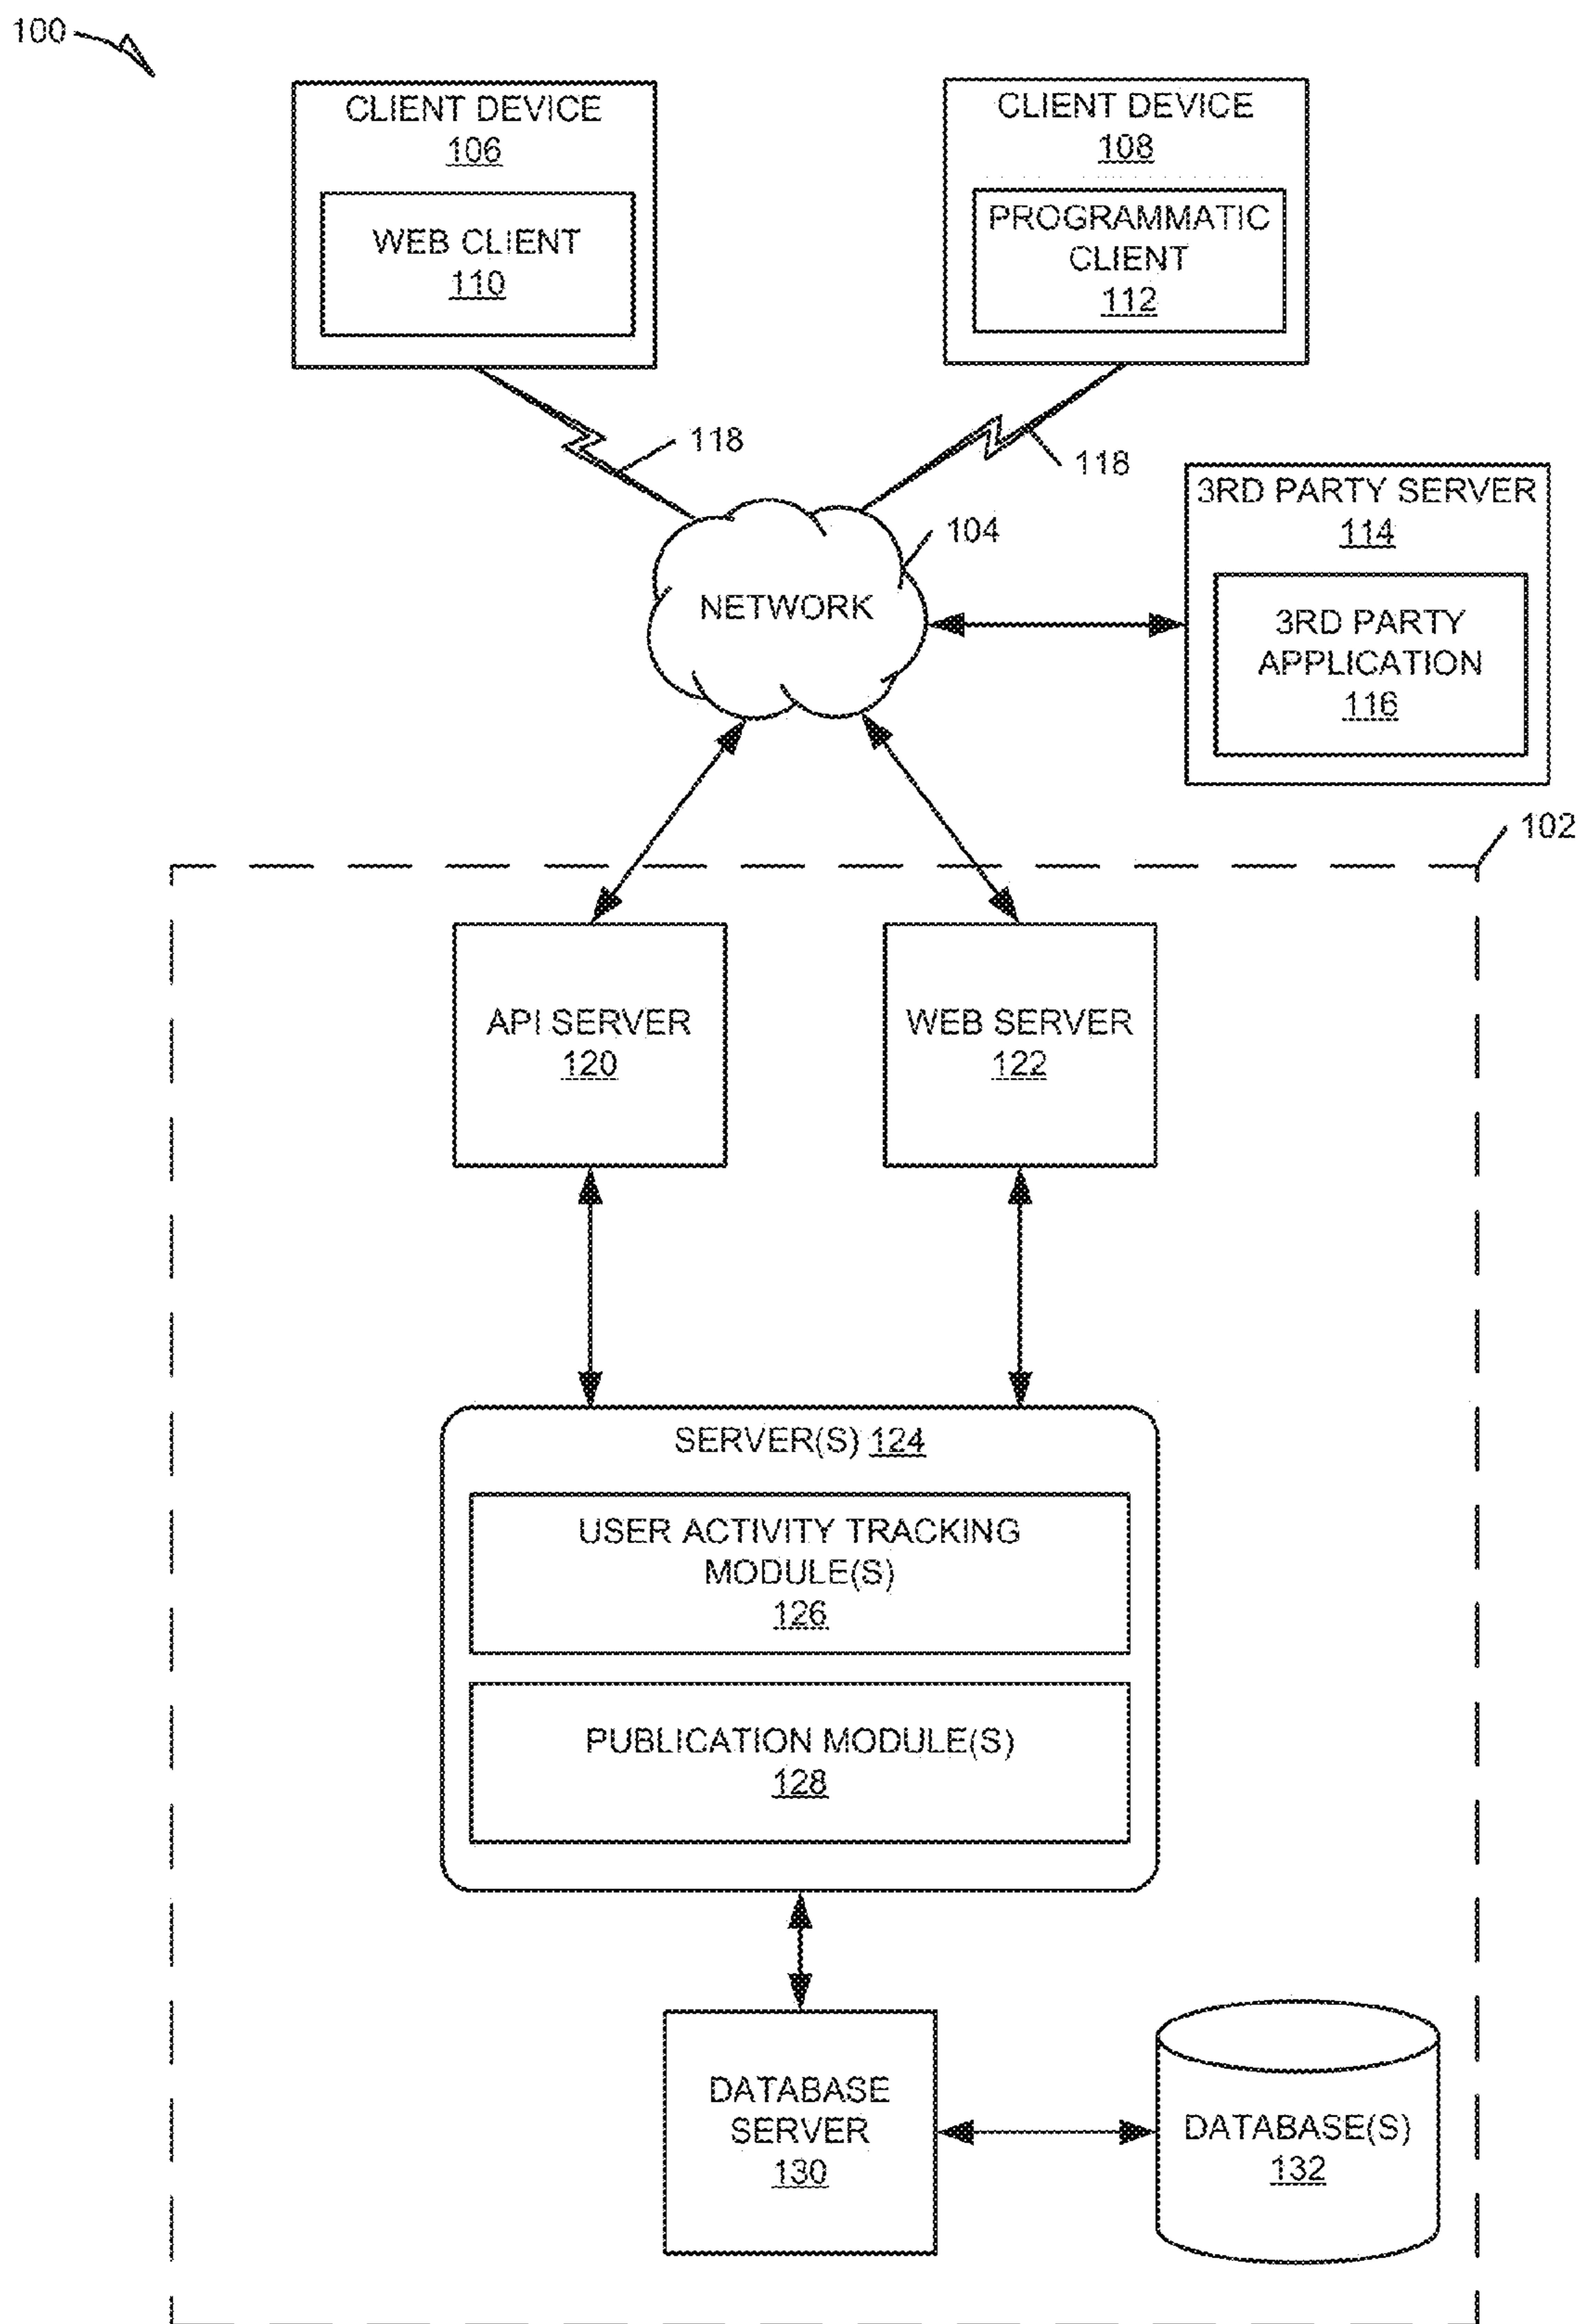 100
CLIENT DEVICE
106
WEB CLIENT
110
CLIENT DEVICE
108
PROGRAMMATIC
CLIENT
112
118
118
3RD PARTY SERVER
114
3RD PARTY
APPLICATION
116
104
NETWORK
102
API SERVER
120
WEB SERVER
122
SERVER(S) 124
USER ACTIVITY TRACKING
MODULE(S)
126
PUBLICATION MODULE(S)
128
DATABASE
SERVER
130
DATABASE(S)
132